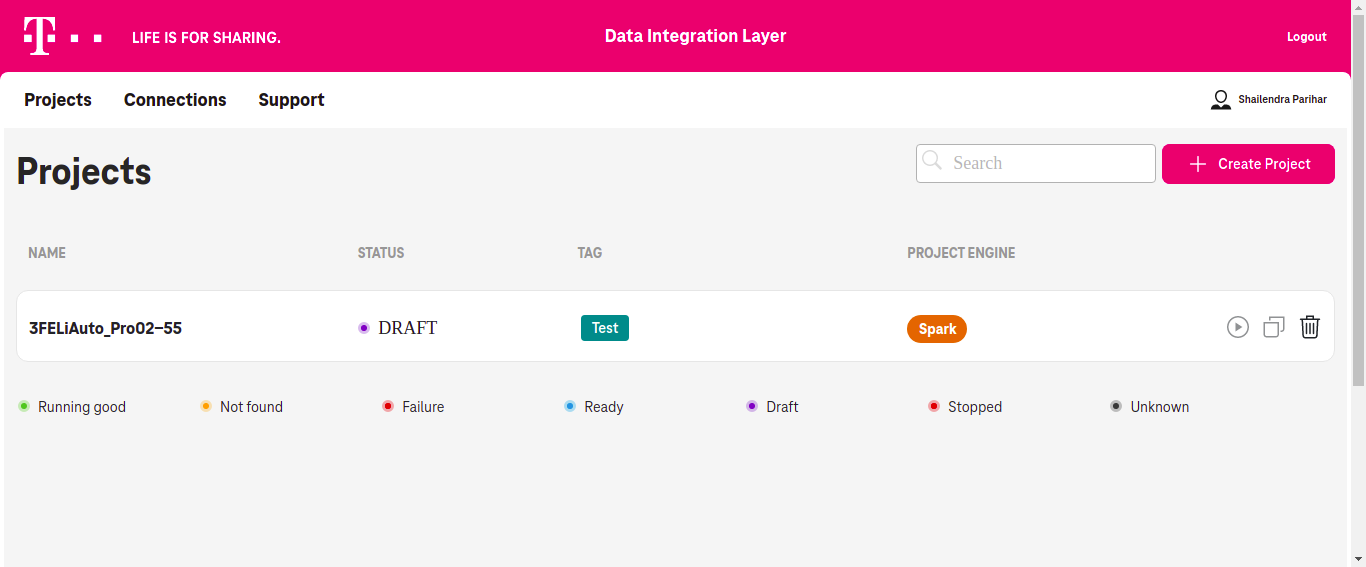 T LIFE IS FOR SHARING. Data Integration Layer Logout
Projects Connections Support Shailendra Parihar
Projects Search Create Project
NAME STATUS TAG PROJECT ENGINE
3FELiAuto_Pro02-55 DRAFT Test Spark
Running good Not found Failure Ready Draft Stopped Unknown